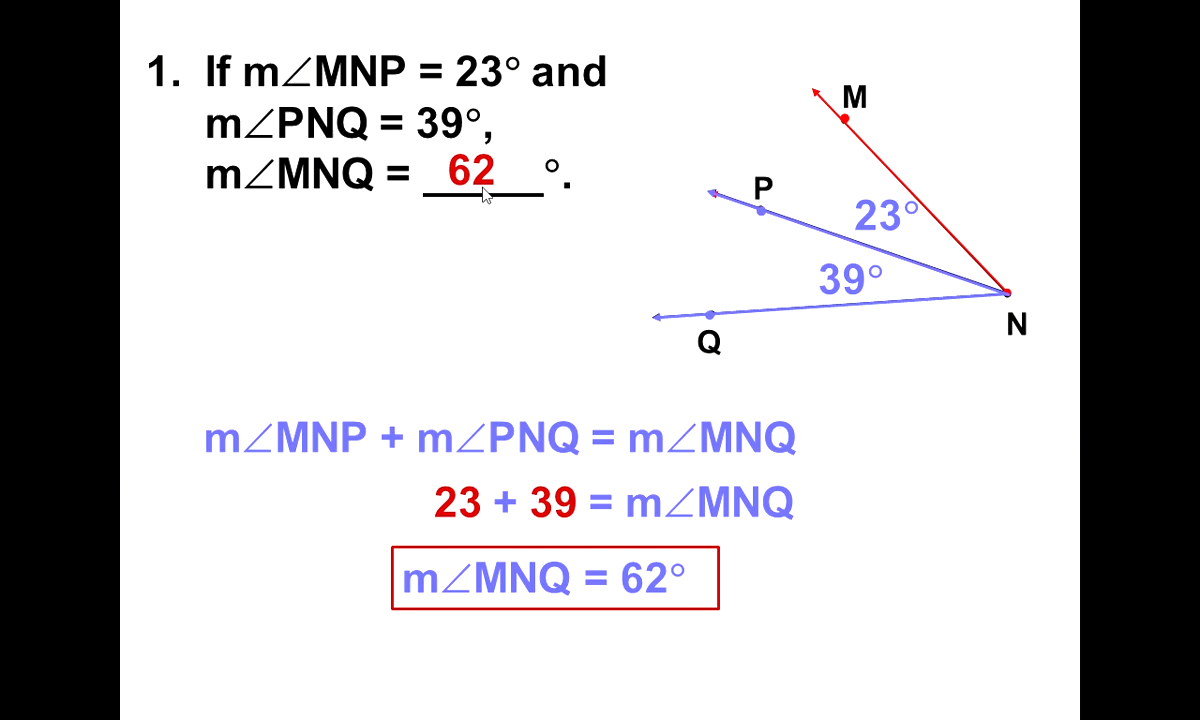 1. If m∠MNP = 23° and
m∠PNQ = 39°,
m∠MNQ = 62°.
M
P
23°
39°
N
Q
m∠MNP + m∠PNQ = m∠MNQ
23 + 39 = m∠MNQ
m∠MNQ = 62°